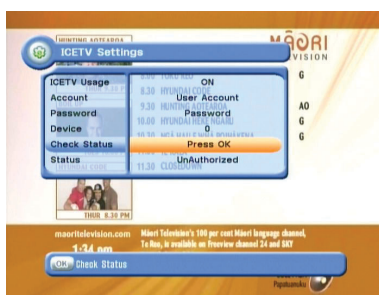 HUNTING AOTEAROA
MĀORI
TELEVISION
ICETV Settings
ICETV Usage ON
Account User Account
Password Password
Device 0
Check Status Press OK
Status UnAuthorized
G
AO
G
G
8.30 HYUNDAI CODE
9.30 HUNTING AOTEAROA
10.00 HYUNDAI HEKE NGARU
11.30 CLOSEDOWN
THUR 8.30 PM
maoritelevision.com
Māori Television's 100 per cent Māori language channel,
Te Reo, is available on Freeview channel 24 and SKY
1:34 pm
OK Check Status
Papatuanuku